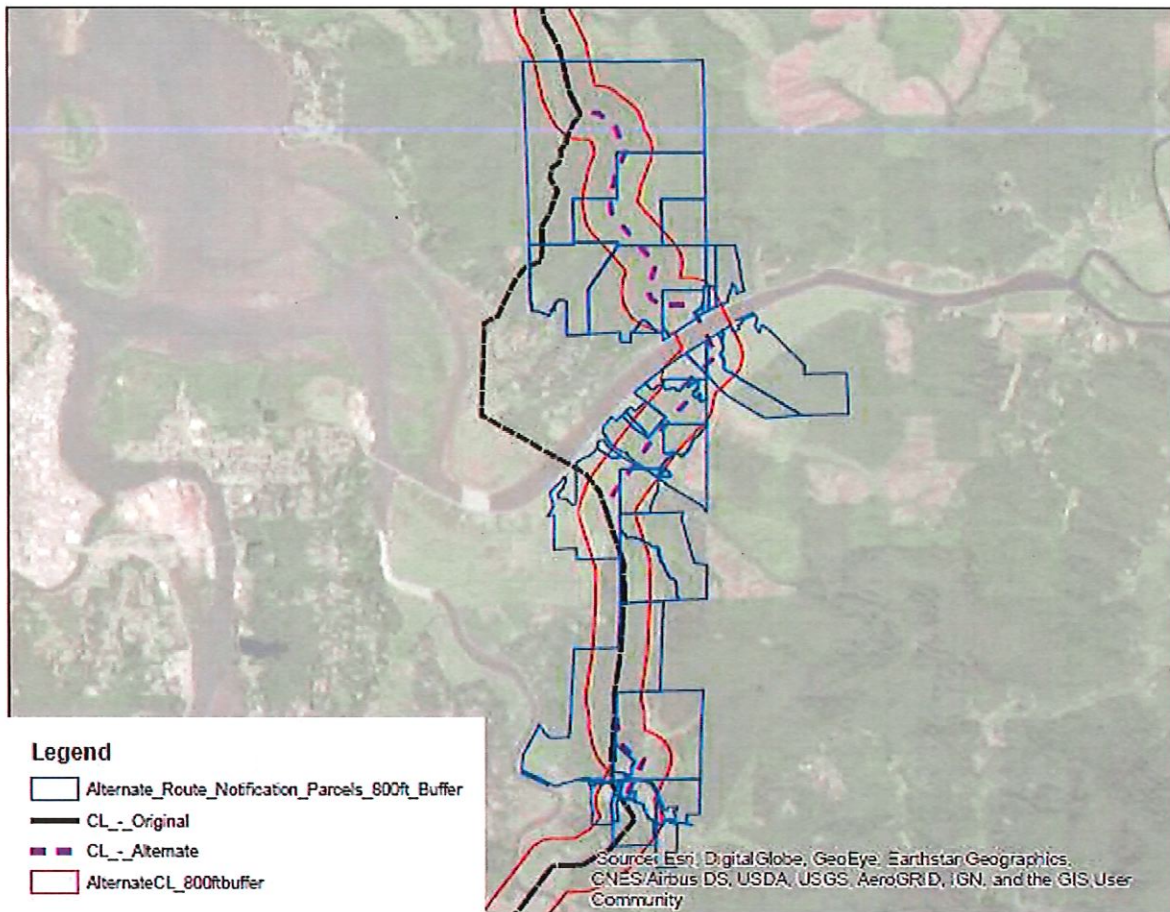 Legend
Alternate_Route_Notification_Parcels_800ft_Buffer
CL_-_Original
CL_-_Alternate
AlternateCL_800ftbuffer
Source: Esri, DigitalGlobe, GeoEye, Earthstar Geographics,
CNES/Airbus DS, USDA, USGS, AeroGRID, IGN, and the GIS User
Community